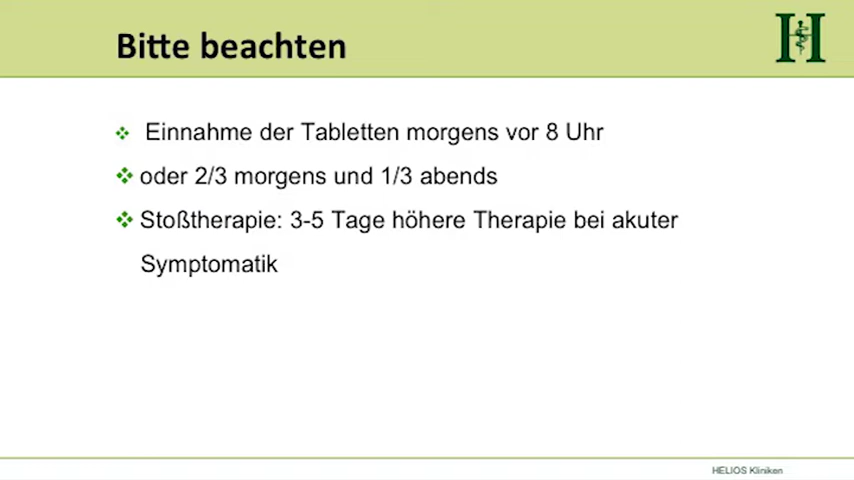 Bitte beachten
H
Einnahme der Tabletten morgens vor 8 Uhr
oder 2/3 morgens und 1/3 abends
Stoßtherapie: 3-5 Tage höhere Therapie bei akuter
Symptomatik
HELIOS Kliniken